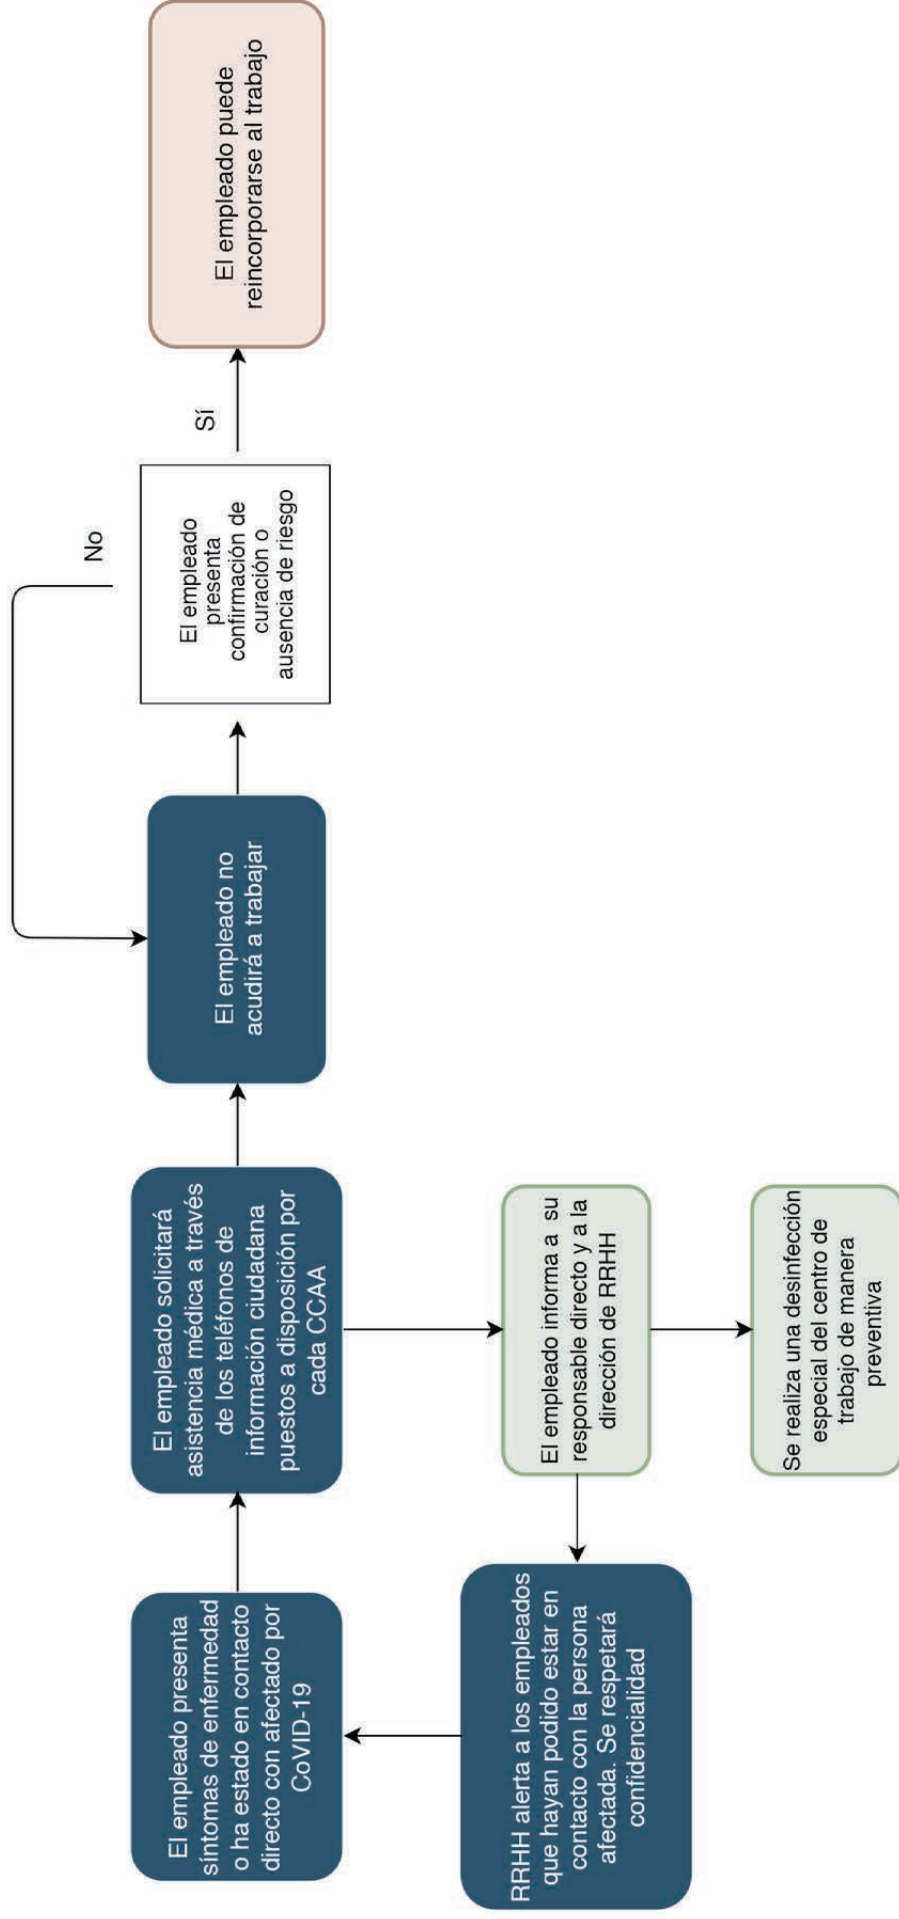 El empleado presenta
síntomas de enfermedad
o ha estado en contacto
directo con afectado por
CoVID-19
El empleado solicitará
asistencia médica a través
de los teléfonos de
información ciudadana
puestos a disposición por
cada CCAA
El empleado no
acudirá a trabajar
El empleado
presenta
confirmación de
curación o
ausencia de riesgo
No
Sí
El empleado puede
reincorporarse al trabajo
RRHH alerta a los empleados
que hayan podido estar en
contacto con la persona
afectada. Se respetará
confidencialidad
El empleado informa a su
responsable directo y a la
dirección de RRHH
Se realiza una desinfección
especial del centro de
trabajo de manera
preventiva